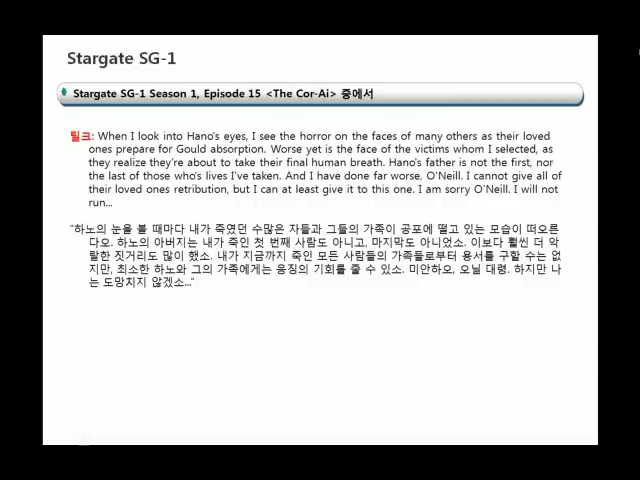 Stargate SG-1
Stargate SG-1 Season 1, Episode 15 <The Cor-Ai> 중에서
틸크: When I look into Hano's eyes, I see the horror on the faces of many others as their loved
ones prepare for Gould absorption. Worse yet is the face of the victims whom I selected, as
they realize they're about to take their final human breath. Hano's father is not the first, nor
the last of those who's lives I've taken. And I have done far worse, O'Neill. I cannot give all of
their loved ones retribution, but I can at least give it to this one. I am sorry O'Neill. I will not
run...
"하노의 눈을 볼 때마다 내가 죽였던 수많은 자들과 그들의 가족이 공포에 떨고 있는 모습이 떠오른
다오. 하노의 아버지는 내가 죽인 첫 번째 사람도 아니고, 마지막도 아니었소. 이보다 훨씬 더 악
랄한 짓거리도 많이 했소. 내가 지금까지 죽인 모든 사람들의 가족들로부터 용서를 구할 수는 없
지만, 최소한 하노와 그의 가족에게는 응징의 기회를 줄 수 있소. 미안하오, 오닐 대령. 하지만 나
는 도망치지 않겠소..."